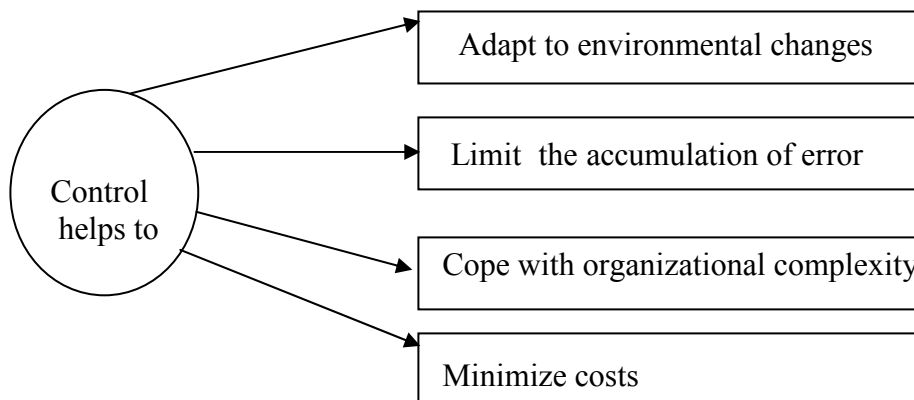 Adapt to environmental changes
Limit the accumulation of error
Control
helps to
Cope with organizational complexity
Minimize costs